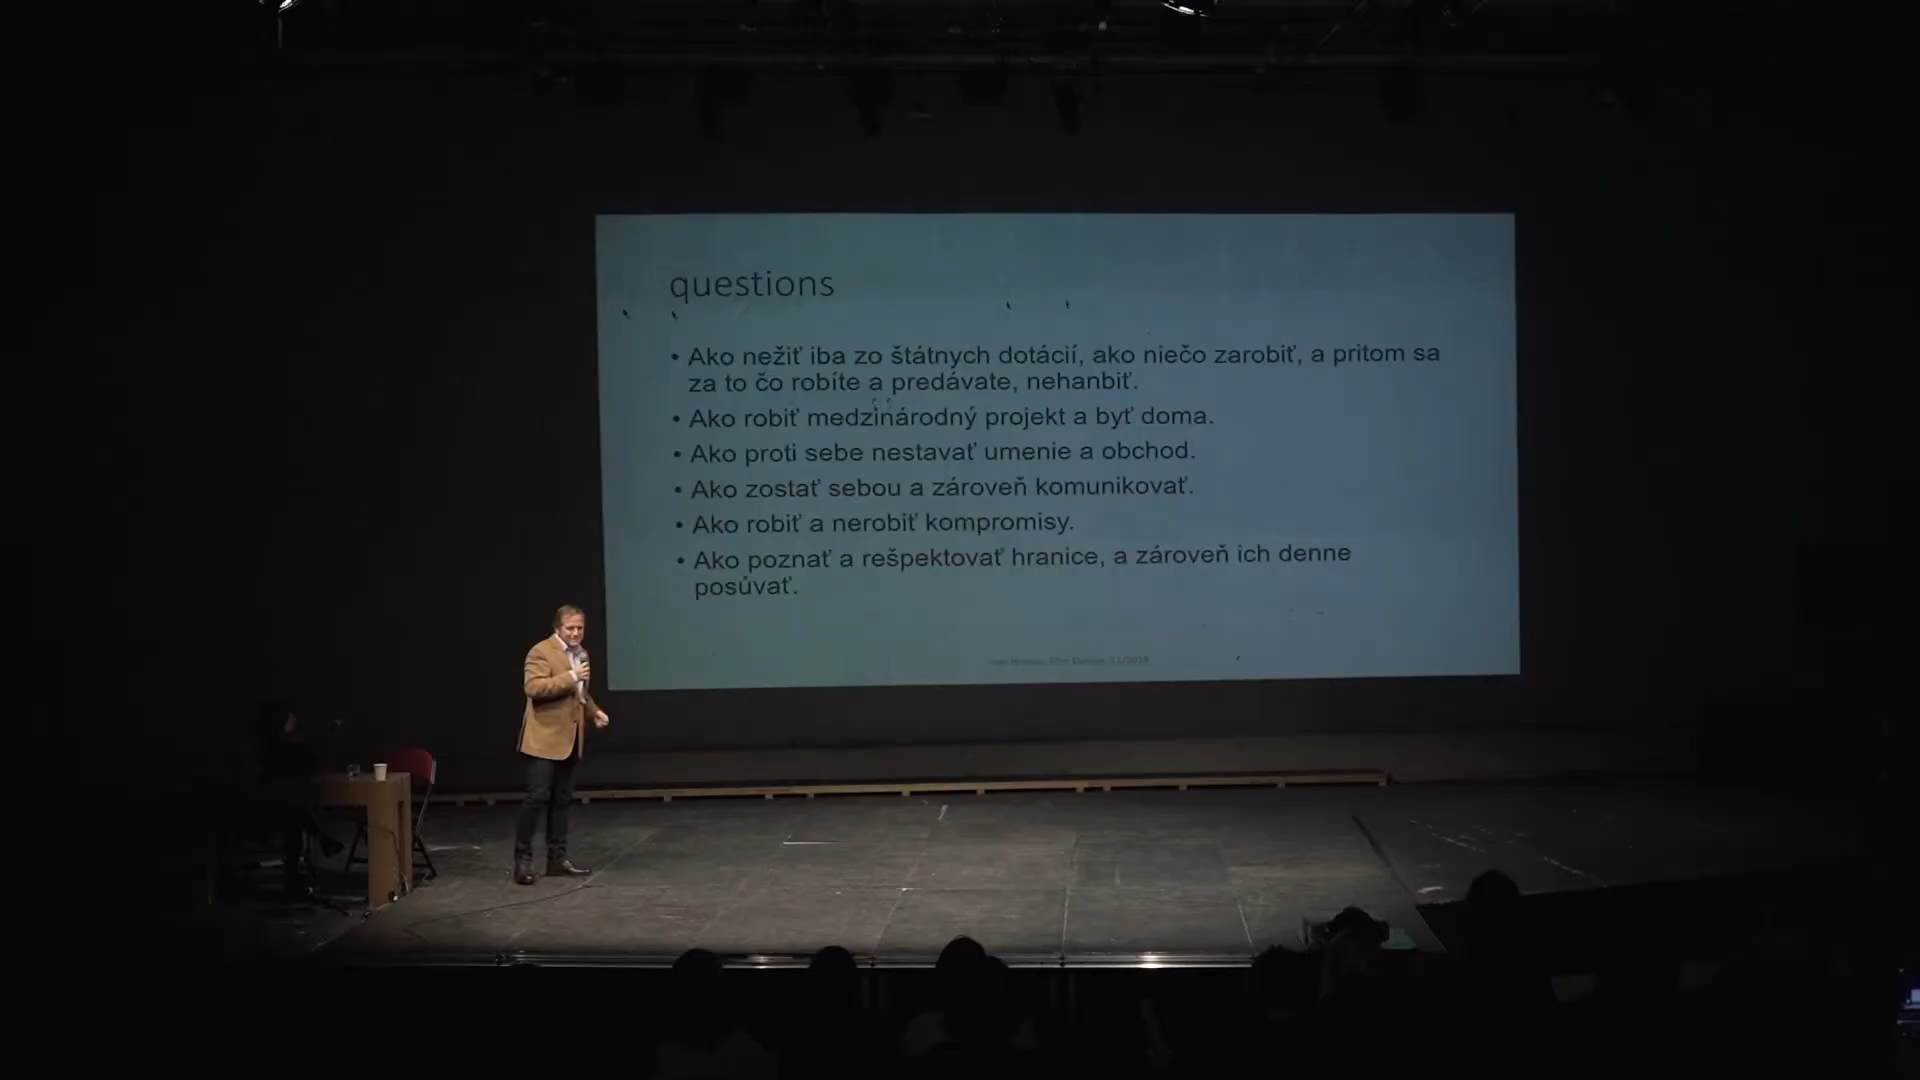 questions
• Ako nežiť iba zo štátnych dotácií, ako niečo zarobiť, a pritom sa
za to čo robíte a predávate, nehanbiť.
• Ako robiť medzinárodný projekt a byť doma.
• Ako proti sebe nestavať umenie a obchod.
• Ako zostať sebou a zároveň komunikovať.
• Ako robiť a nerobiť kompromisy.
• Ako poznať a rešpektovať hranice, a zároveň ich denne
posúvať.